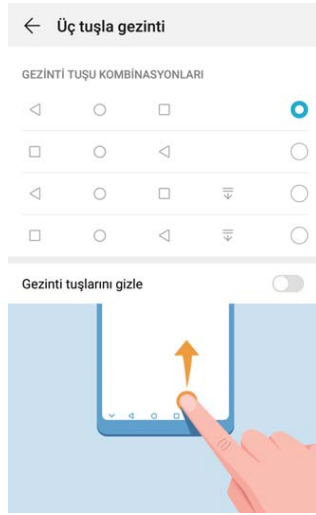 Üç tuşla gezinti
GEZİNTİ TUŞU KOMBİNASYONLARI
Gezinti tuşlarını gizle